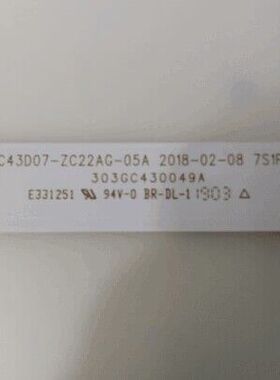 C43D07-ZC22AG-05A 2018-02-08 7S1P
303GC430049A
E331251 94V-0 BR-DL-1 1903